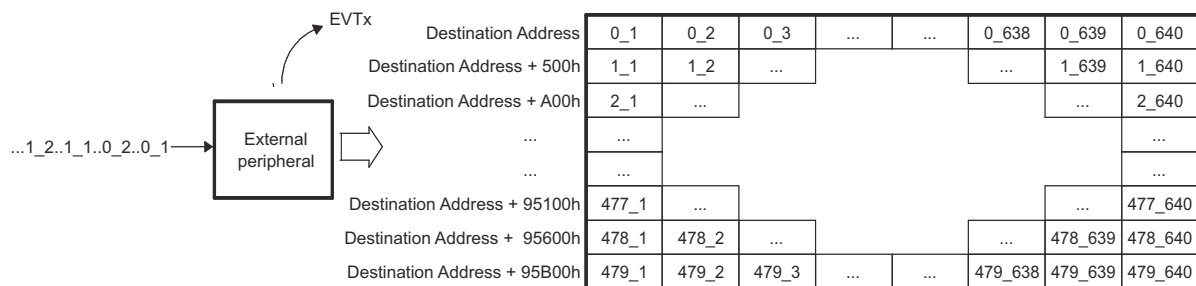 EVTx
Destination Address 0_1 0_2 0_3 ... ... 0_638 0_639 0_640
Destination Address + 500h 1_1 1_2 ... ... 1_639 1_640
Destination Address + A00h 2_1 ... ... 2_640
...1_2..1_1..0_2..0_1
External
peripheral
... ... ...
... ... ...
Destination Address + 95100h 477_1 ... ... 477_640
Destination Address + 95600h 478_1 478_2 ... ... 478_639 478_640
Destination Address + 95B00h 479_1 479_2 479_3 ... ... 479_638 479_639 479_640